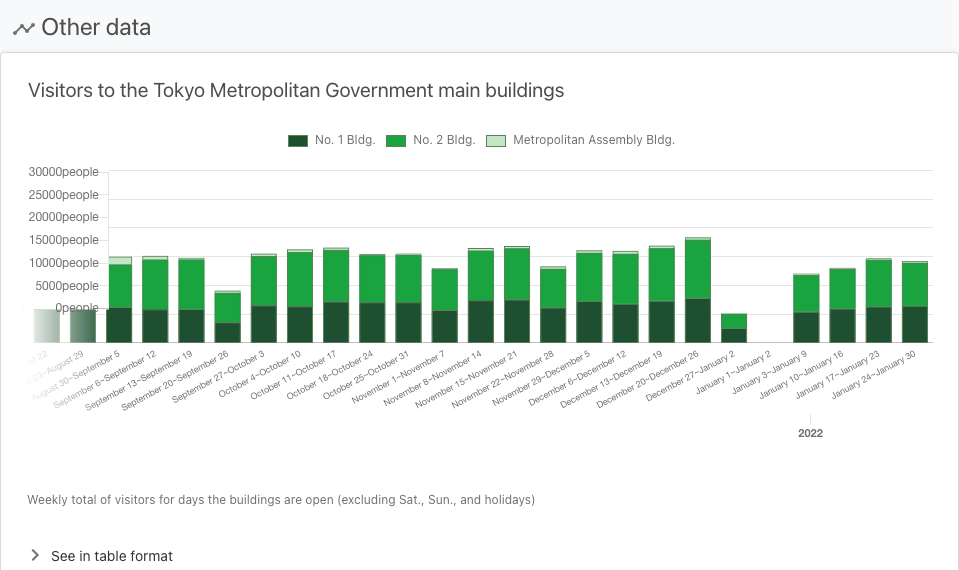 Other data
Visitors to the Tokyo Metropolitan Government main buildings
No. 1 Bldg. No. 2 Bldg. Metropolitan Assembly Bldg.
30000people
25000people
20000people
15000people
10000people
5000people
0people
August 29
August 30~September 5
September 6~September 12
September 13~September 19
September 20~September 26
September 27~October 3
October 4~October 10
October 11~October 17
October 18~October 24
October 25~October 31
November 1~November 7
November 8~November 14
November 15~November 21
November 22~November 28
November 29~December 5
December 6~December 12
December 13~December 19
December 20~December 26
December 27~January 2
January 1~January 2
January 3~January 9
January 10~January 16
January 17~January 23
January 24~January 30
2022
Weekly total of visitors for days the buildings are open (excluding Sat., Sun., and holidays)
See in table format